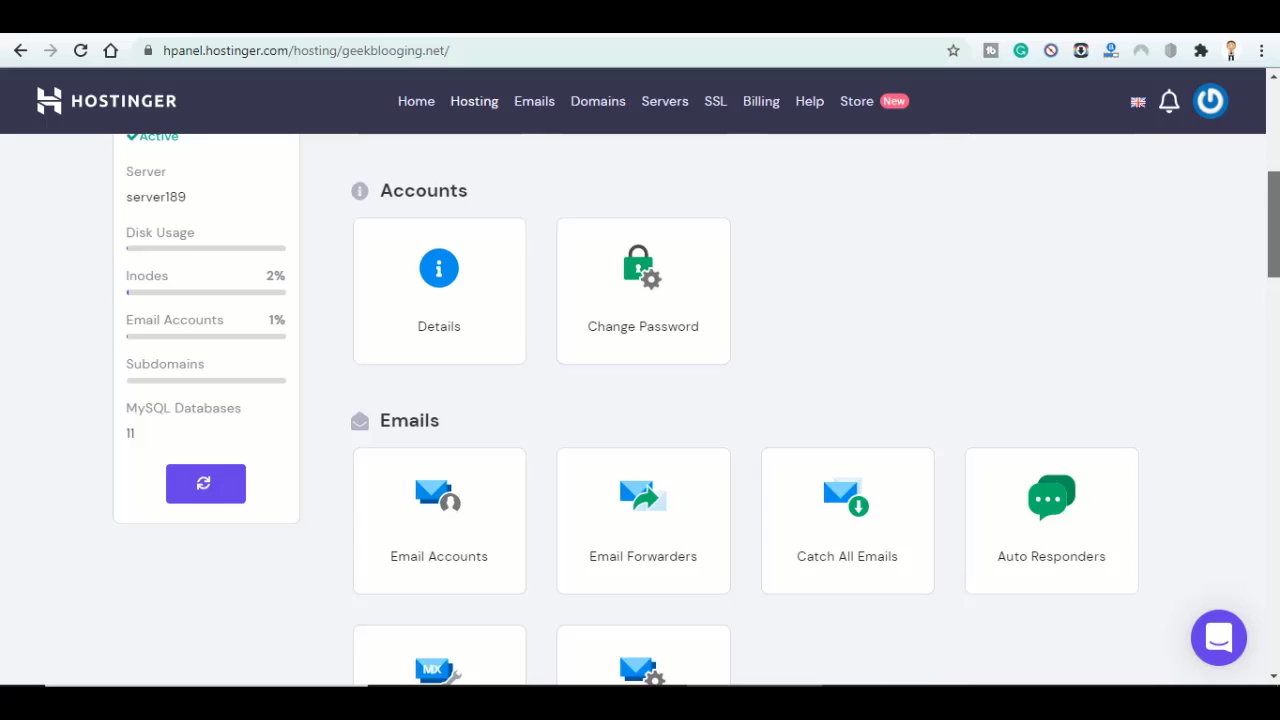 hpanel.hostinger.com/hosting/geekblooging.net/
HOSTINGER
Home Hosting Emails Domains Servers SSL Billing Help Store New
Active
Server
server189
Disk Usage
Inodes 2%
Email Accounts 1%
Subdomains
MySQL Databases
11
Accounts
Details
Change Password
Emails
Email Accounts
Email Forwarders
Catch All Emails
Auto Responders
MX